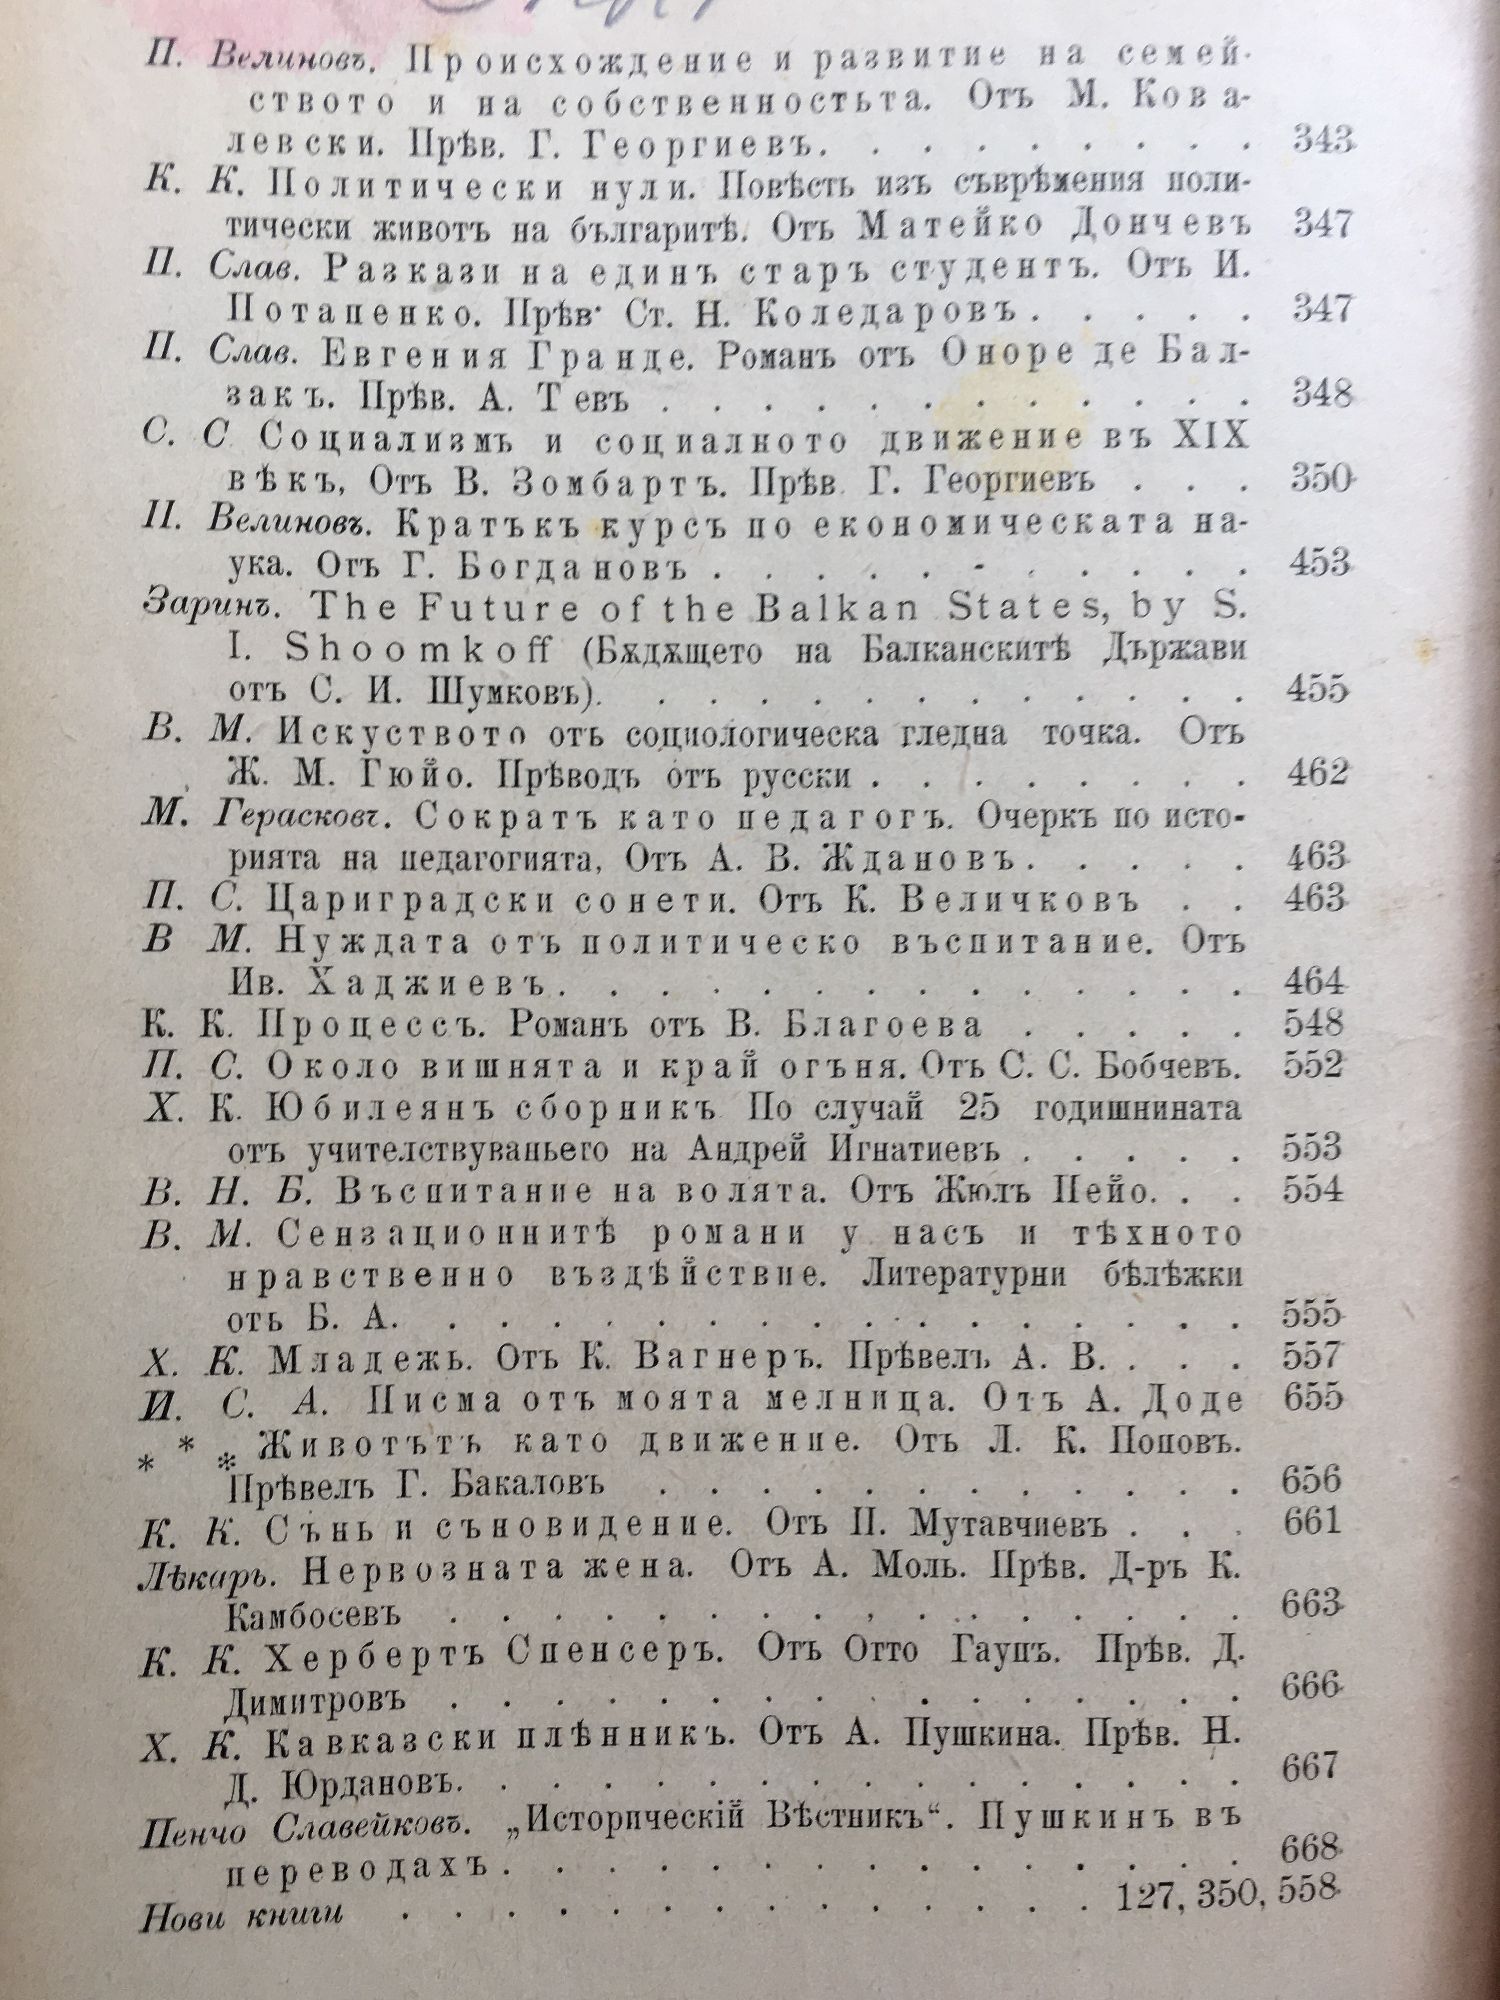 П. Велиновъ. Происхождение и развитие на семей-
ството и на собственностьта. Отъ М. Кова-
левски. Прѣв. Г. Георгиевъ. . . . . . . . . 343
К. К. Политически нули. Повѣсть изъ съврѣмения поли-
тически животъ на българитѣ. Отъ Матейко Дончевъ 347
П. Слав. Разкази на единъ старъ студентъ. Отъ И.
Потапенко. Прѣв. Ст. Н. Коледаровъ . . . . . 347
П. Слав. Евгения Гранде. Романъ отъ Оноре де Бал-
закъ. Прѣв. А. Тевъ . . . . . . . . . . . . 348
С. С Социализмъ и социалното движение въ XIX
вѣкъ, Отъ В. Зомбартъ. Прѣв. Г. Георгиевъ . . . 350
П. Велиновъ. Кратъкъ курсъ по економическата на-
ука. Отъ Г. Богдановъ . . . . . . . . . . . 453
Заринъ. The Future of the Balkan States, by S.
I. Shoomkoff (Бѫдѫщето на Балканскитѣ Държави
отъ С. И. Шумковъ). . . . . . . . . . . . . 455
В. М. Искуството отъ социологическа гледна точка. Отъ
Ж. М. Гюйо. Прѣводъ отъ русски . . . . . . . . 462
М. Герасковъ. Сократъ като педагогъ. Очеркъ по исто-
рията на педагогията, Отъ А. В. Ждановъ . . . . . 463
П. С. Цариградски сонети. Отъ К. Величковъ . . 463
В М. Нуждата отъ политическо въспитание. Отъ
Ив. Хаджиевъ . . . . . . . . . . . . . . 464
К. К. Процессъ. Романъ отъ В. Благоева . . . . . 548
П. С. Около вишнята и край огъня. Отъ С. С. Бобчевъ. 552
Х. К. Юбилеянъ сборникъ По случай 25 годишнината
отъ учителствуваньего на Андрей Игнатиевъ . . . . . 553
В. Н. Б. Въспитание на волята. Отъ Жюль Пейо. . . 554
В. М. Сензационнитѣ романи у насъ и тѣхното
нравственно въздѣйствие. Литературни бѣлѣжки
оть Б. А. . . . . . . . . . . . . . . . . 555
Х. К. Младежь. Отъ К. Вагнеръ. Прѣвелъ А. В. . . . 557
И. С. А. Писма отъ моята мелница. Отъ А. Доде 655
* * * Животътъ като движение. Отъ Л. К. Поповъ.
Прѣвелъ Г. Бакаловъ . . . . . . . . . . . . 656
К. К. Сънь и съновидение. Отъ П. Мутавчиевъ . . . 661
Лѣкарь. Нервозната жена. Отъ А. Моль. Прѣв. Д-ръ К.
Камбосевъ . . . . . . . . . . . . . . . . 663
К. К. Хербертъ Спенсеръ. Отъ Отто Гаупъ. Прѣв. Д.
Димитровъ . . . . . . . . . . . . . . . . 666
Х. К. Кавказски плѣнникъ. Отъ А. Пушкина. Прѣв. Н.
Д. Юрдановъ. . . . . . . . . . . . . . . . 667
Пенчо Славейковъ. „Историческій Вѣстникъ“. Пушкинъ въ
переводахъ . . . . . . . . . . . . . . . 668
Нови книги . . . . . . . . . . . . . . 127, 350, 558